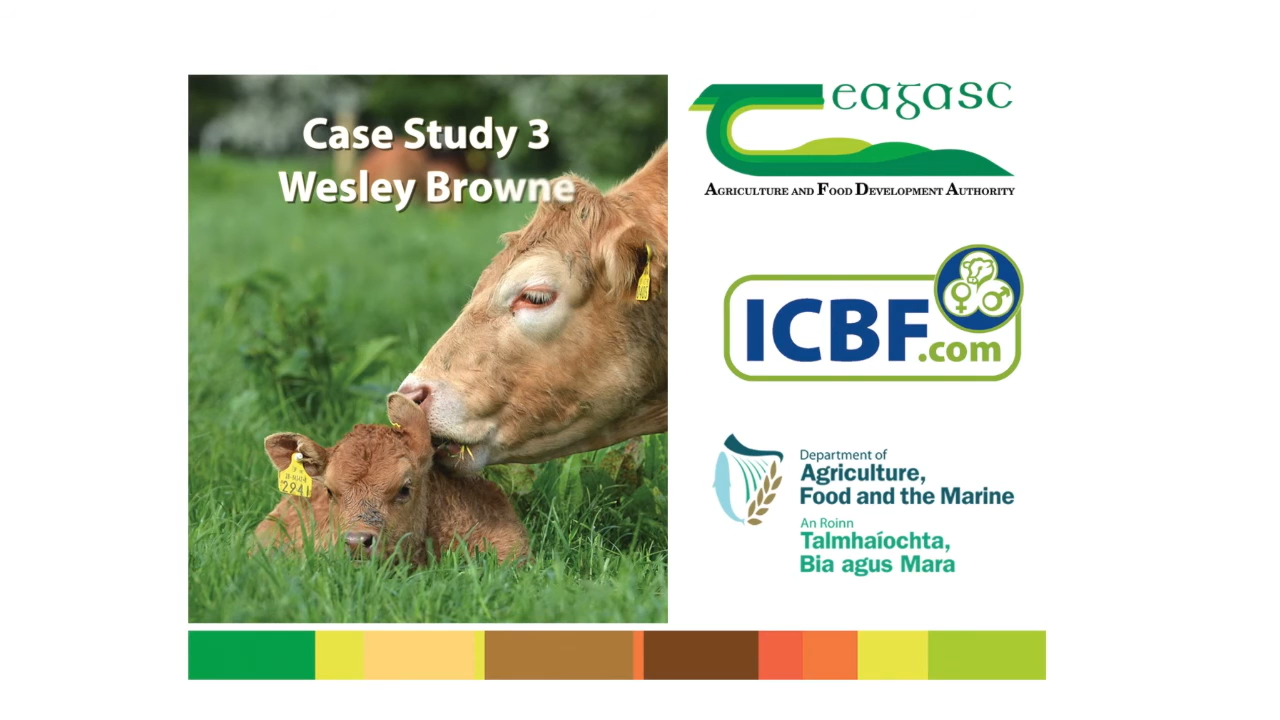 Case Study 3
Wesley Browne
2941
eagasc
AGRICULTURE AND FOOD DEVELOPMENT AUTHORITY
ICBF.com
Department of
Agriculture,
Food and the Marine
An Roinn
Talmhaíochta,
Bia agus Mara